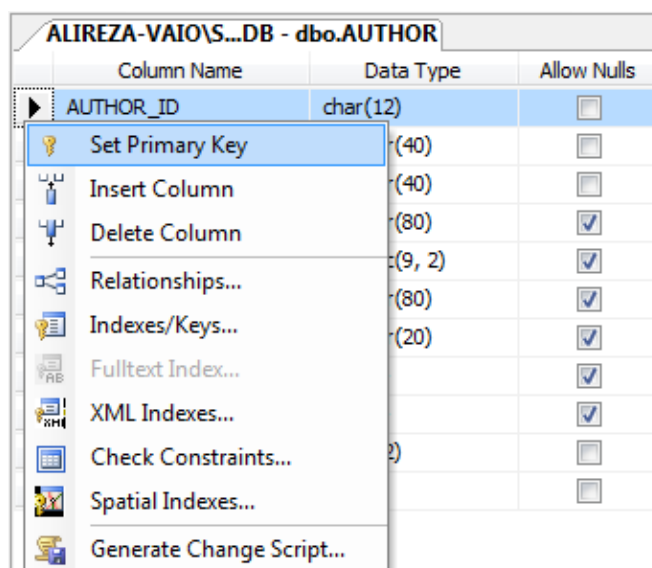 ALIREZA-VAIO\S...DB - dbo.AUTHOR
Column Name Data Type Allow Nulls
AUTHOR_ID char(12)
Set Primary Key r(40)
Insert Column r(40)
Delete Column r(80)
(9, 2)
Relationships... r(80)
Indexes/Keys... r(20)
Fulltext Index...
XML Indexes...
Check Constraints... 2)
Spatial Indexes...
Generate Change Script...